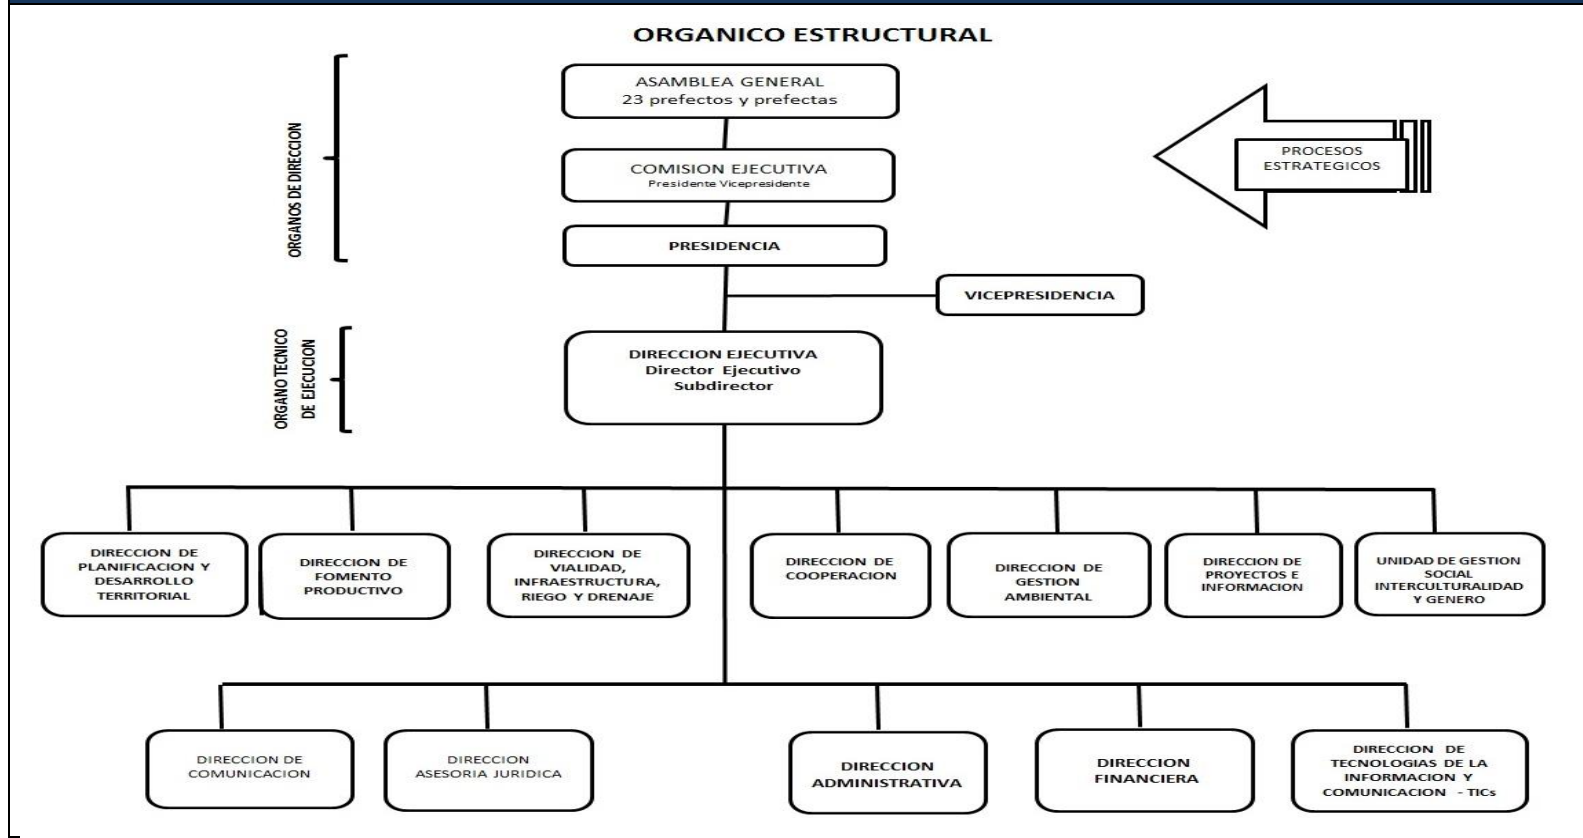 ORGANICO ESTRUCTURAL
ORGANOS DE DIRECCION
ASAMBLEA GENERAL
23 prefectos y prefectas
COMISION EJECUTIVA
Presidente Vicepresidente
PRESIDENCIA
PROCESOS
ESTRATEGICOS
VICEPRESIDENCIA
ORGANO TECNICO
DE EJECUCION
DIRECCION EJECUTIVA
Director Ejecutivo
Subdirector
DIRECCION DE
PLANIFICACION Y
DESARROLLO
TERRITORIAL
DIRECCION DE
FOMENTO
PRODUCTIVO
DIRECCION DE
VIALIDAD,
INFRAESTRUCTURA,
RIEGO Y DRENAJE
DIRECCION DE
COOPERACION
DIRECCION DE
GESTION
AMBIENTAL
DIRECCION DE
PROYECTOS E
INFORMACION
UNIDAD DE GESTION
SOCIAL
INTERCULTURALIDAD
Y GENERO
DIRECCION DE
COMUNICACION
DIRECCION
ASESORIA JURIDICA
DIRECCION
ADMINISTRATIVA
DIRECCION
FINANCIERA
DIRECCION DE
TECNOLOGIAS DE LA
INFORMACION Y
COMUNICACION - TICs